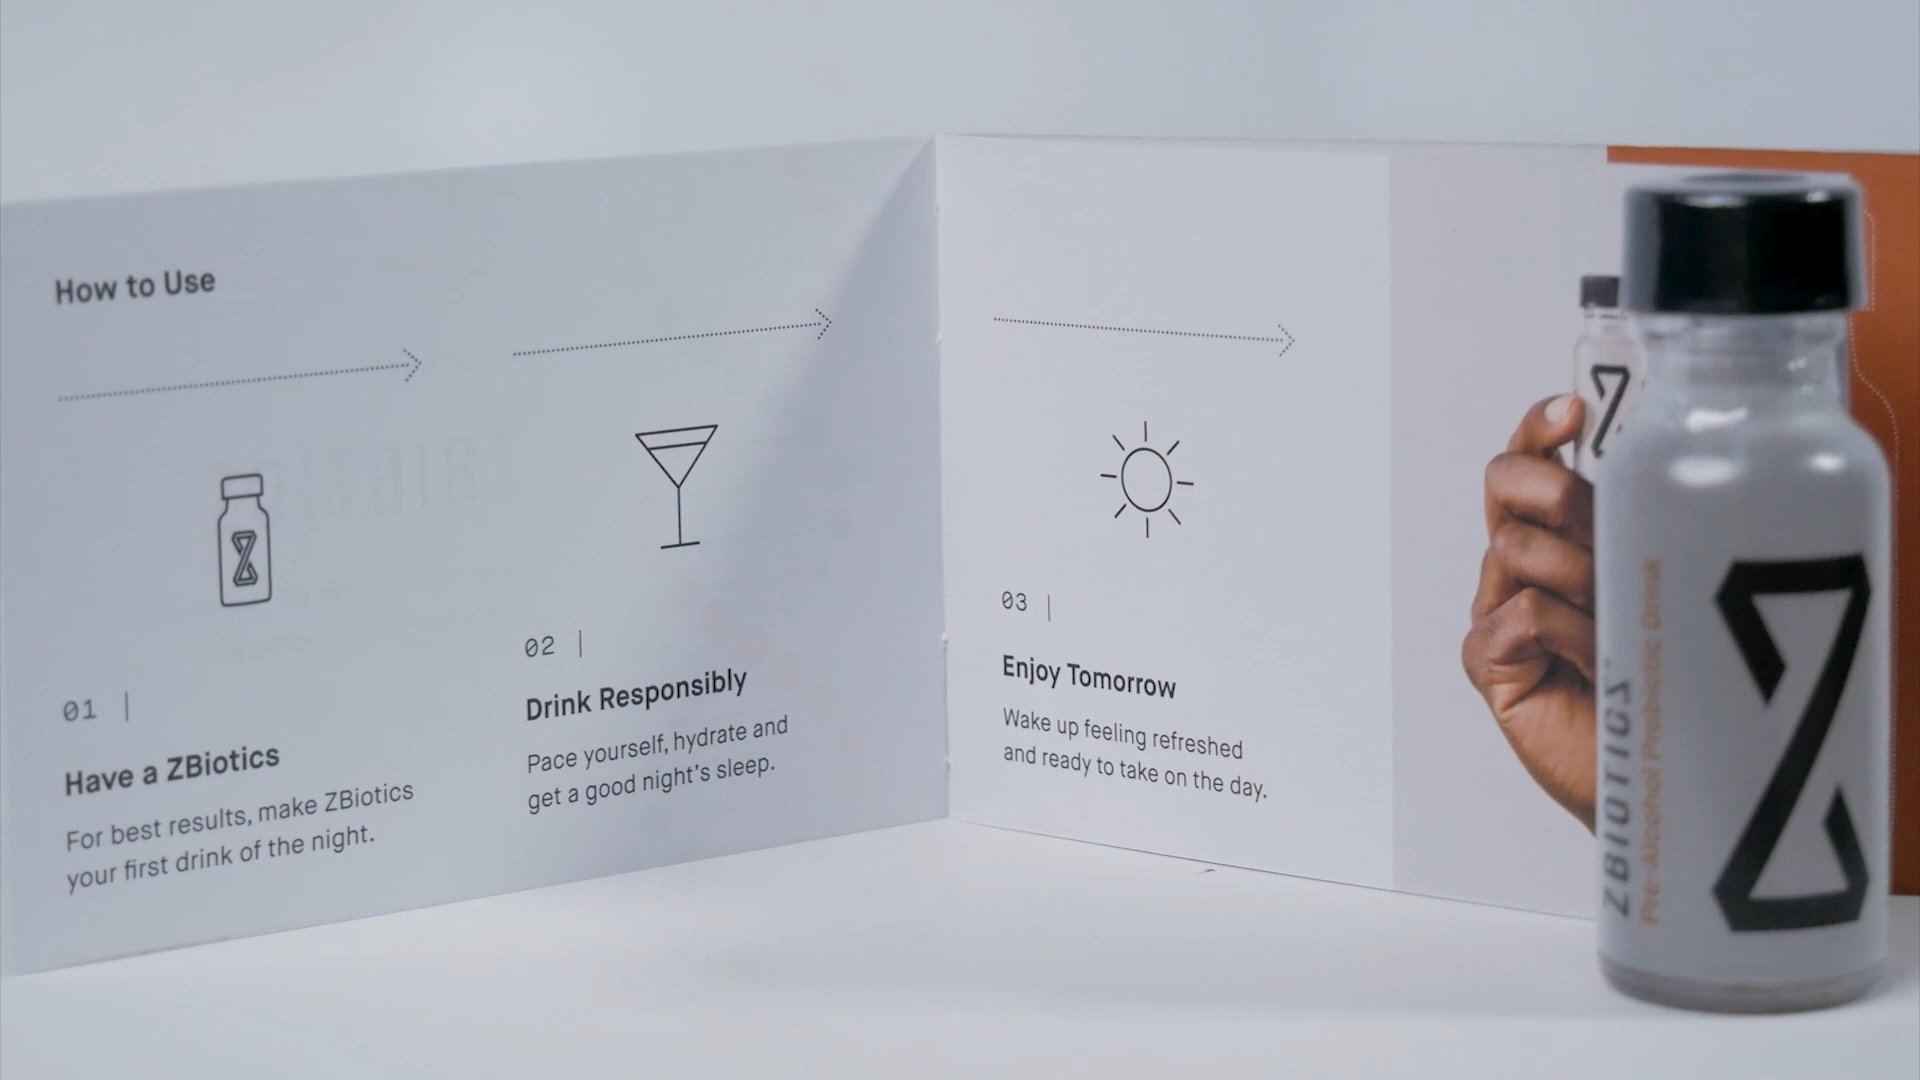 How to Use
01 |
Have a ZBiotics
For best results, make ZBiotics
your first drink of the night.
02 |
Drink Responsibly
Pace yourself, hydrate and
get a good night's sleep.
03 |
Enjoy Tomorrow
Wake up feeling refreshed
and ready to take on the day.
ZBIOTICS
Pre-Alcohol Probiotic Drink